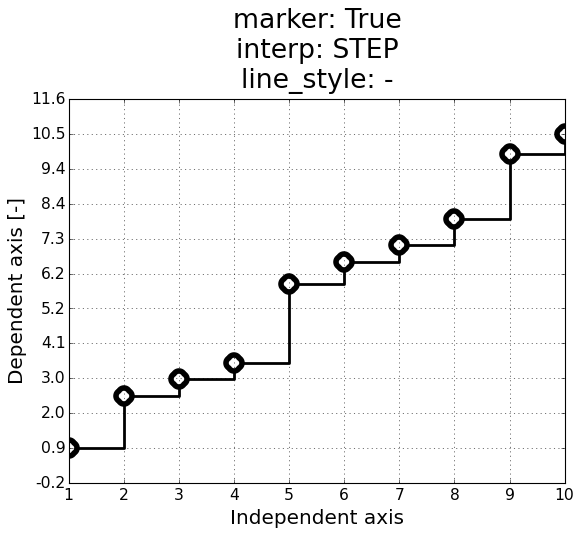 marker: True
interp: STEP
line_style: -
11.6
10.5
9.4
8.4
7.3
6.2
5.2
4.1
3.0
2.0
0.9
-0.2
Dependent axis [-]
1 2 3 4 5 6 7 8 9 10
Independent axis